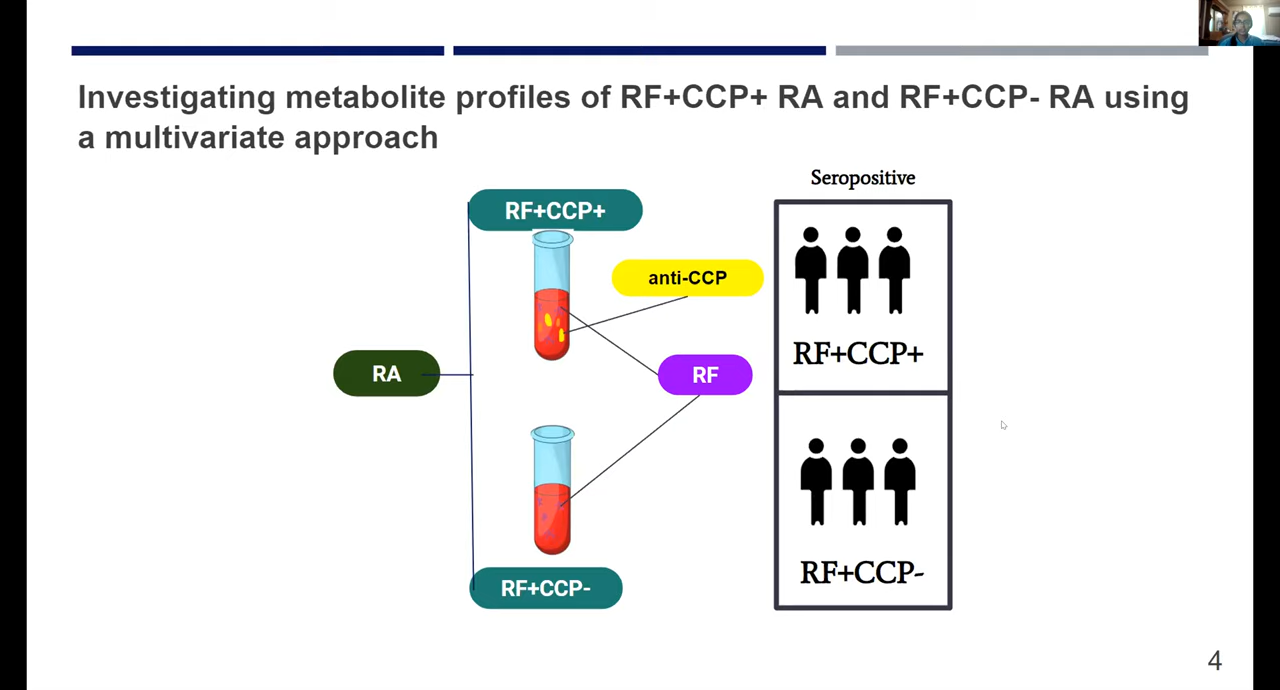 Investigating metabolite profiles of RF+CCP+ RA and RF+CCP- RA using
a multivariate approach
Seropositive
RF+CCP+
anti-CCP
RF+CCP+
RA
RF
RF+CCP-
RF+CCP-
4